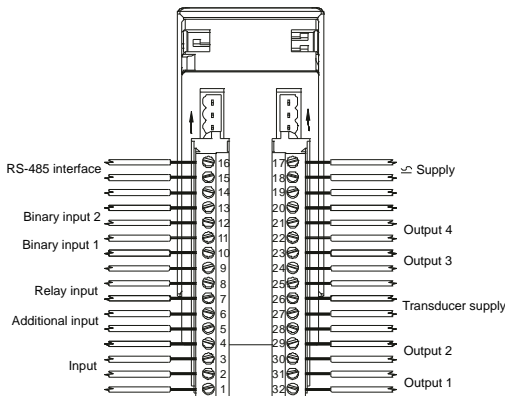 RS-485 interface
Binary input 2
Binary input 1
Relay input
Additional input
Input
16
15
14
13
12
11
10
9
8
7
6
5
4
3
2
1
17
18
19
20
21
22
23
24
25
26
27
28
29
30
31
32
Supply
Output 4
Output 3
Transducer supply
Output 2
Output 1